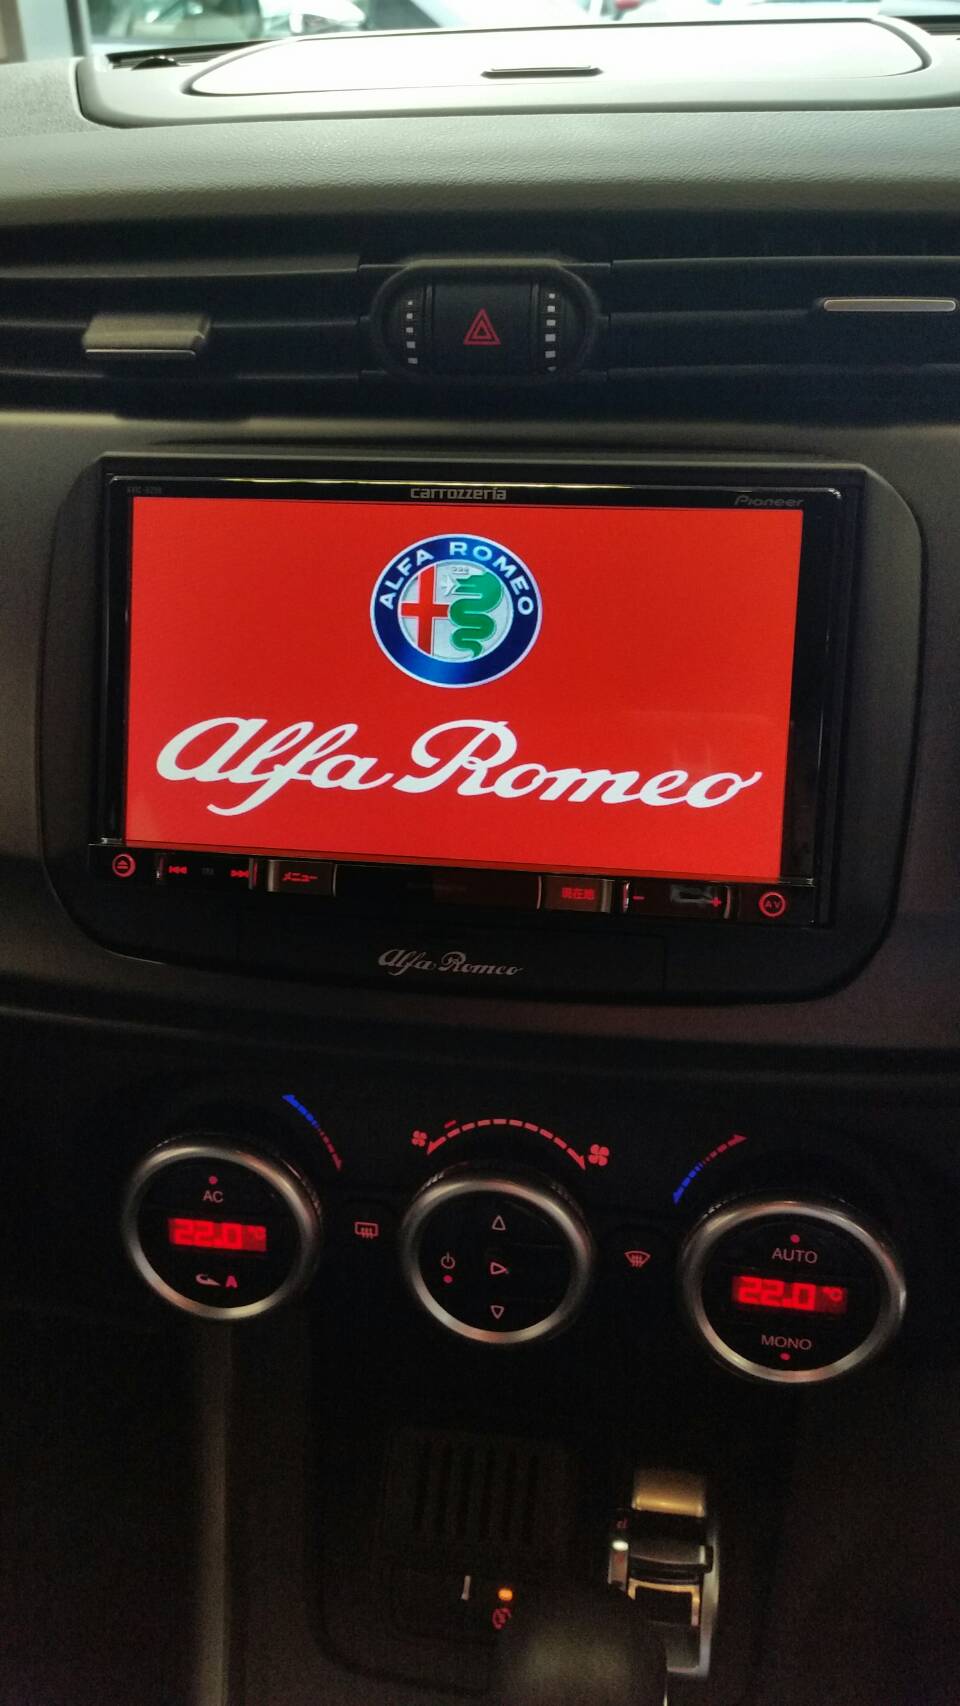 carrozzeria
Pioneer
ALFA ROMEO
Alfa Romeo
メニュー
現在地
AV
Alfa Romeo
AC
22.0 °C
A
AUTO
22.0 °C
MONO